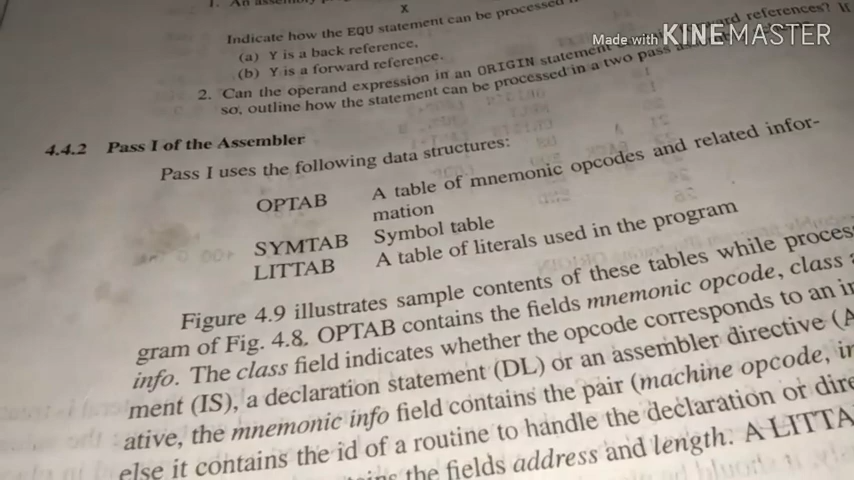 1. An
x
Indicate how the EQU statement can be processed
(a) Y is a back reference,
(b) Y is a forward reference.
2. Can the operand expression in an ORIGIN statement references? If
so, outline how the statement can be processed in a two pass
Made with KINEMASTER
4.4.2 Pass I of the Assembler
Pass I uses the following data structures:
OPTAB A table of mnemonic opcodes and related infor-
mation
SYMTAB Symbol table
LITTAB A table of literals used in the program
Figure 4.9 illustrates sample contents of these tables while proces
gram of Fig. 4.8. OPTAB contains the fields mnemonic opcode, class
info. The class field indicates whether the opcode corresponds to an
ment (IS), a declaration statement (DL) or an assembler directive (A
ative, the mnemonic info field contains the pair (machine opcode,
else it contains the id of a routine to handle the declaration or dire
the fields address and length. A LITTA